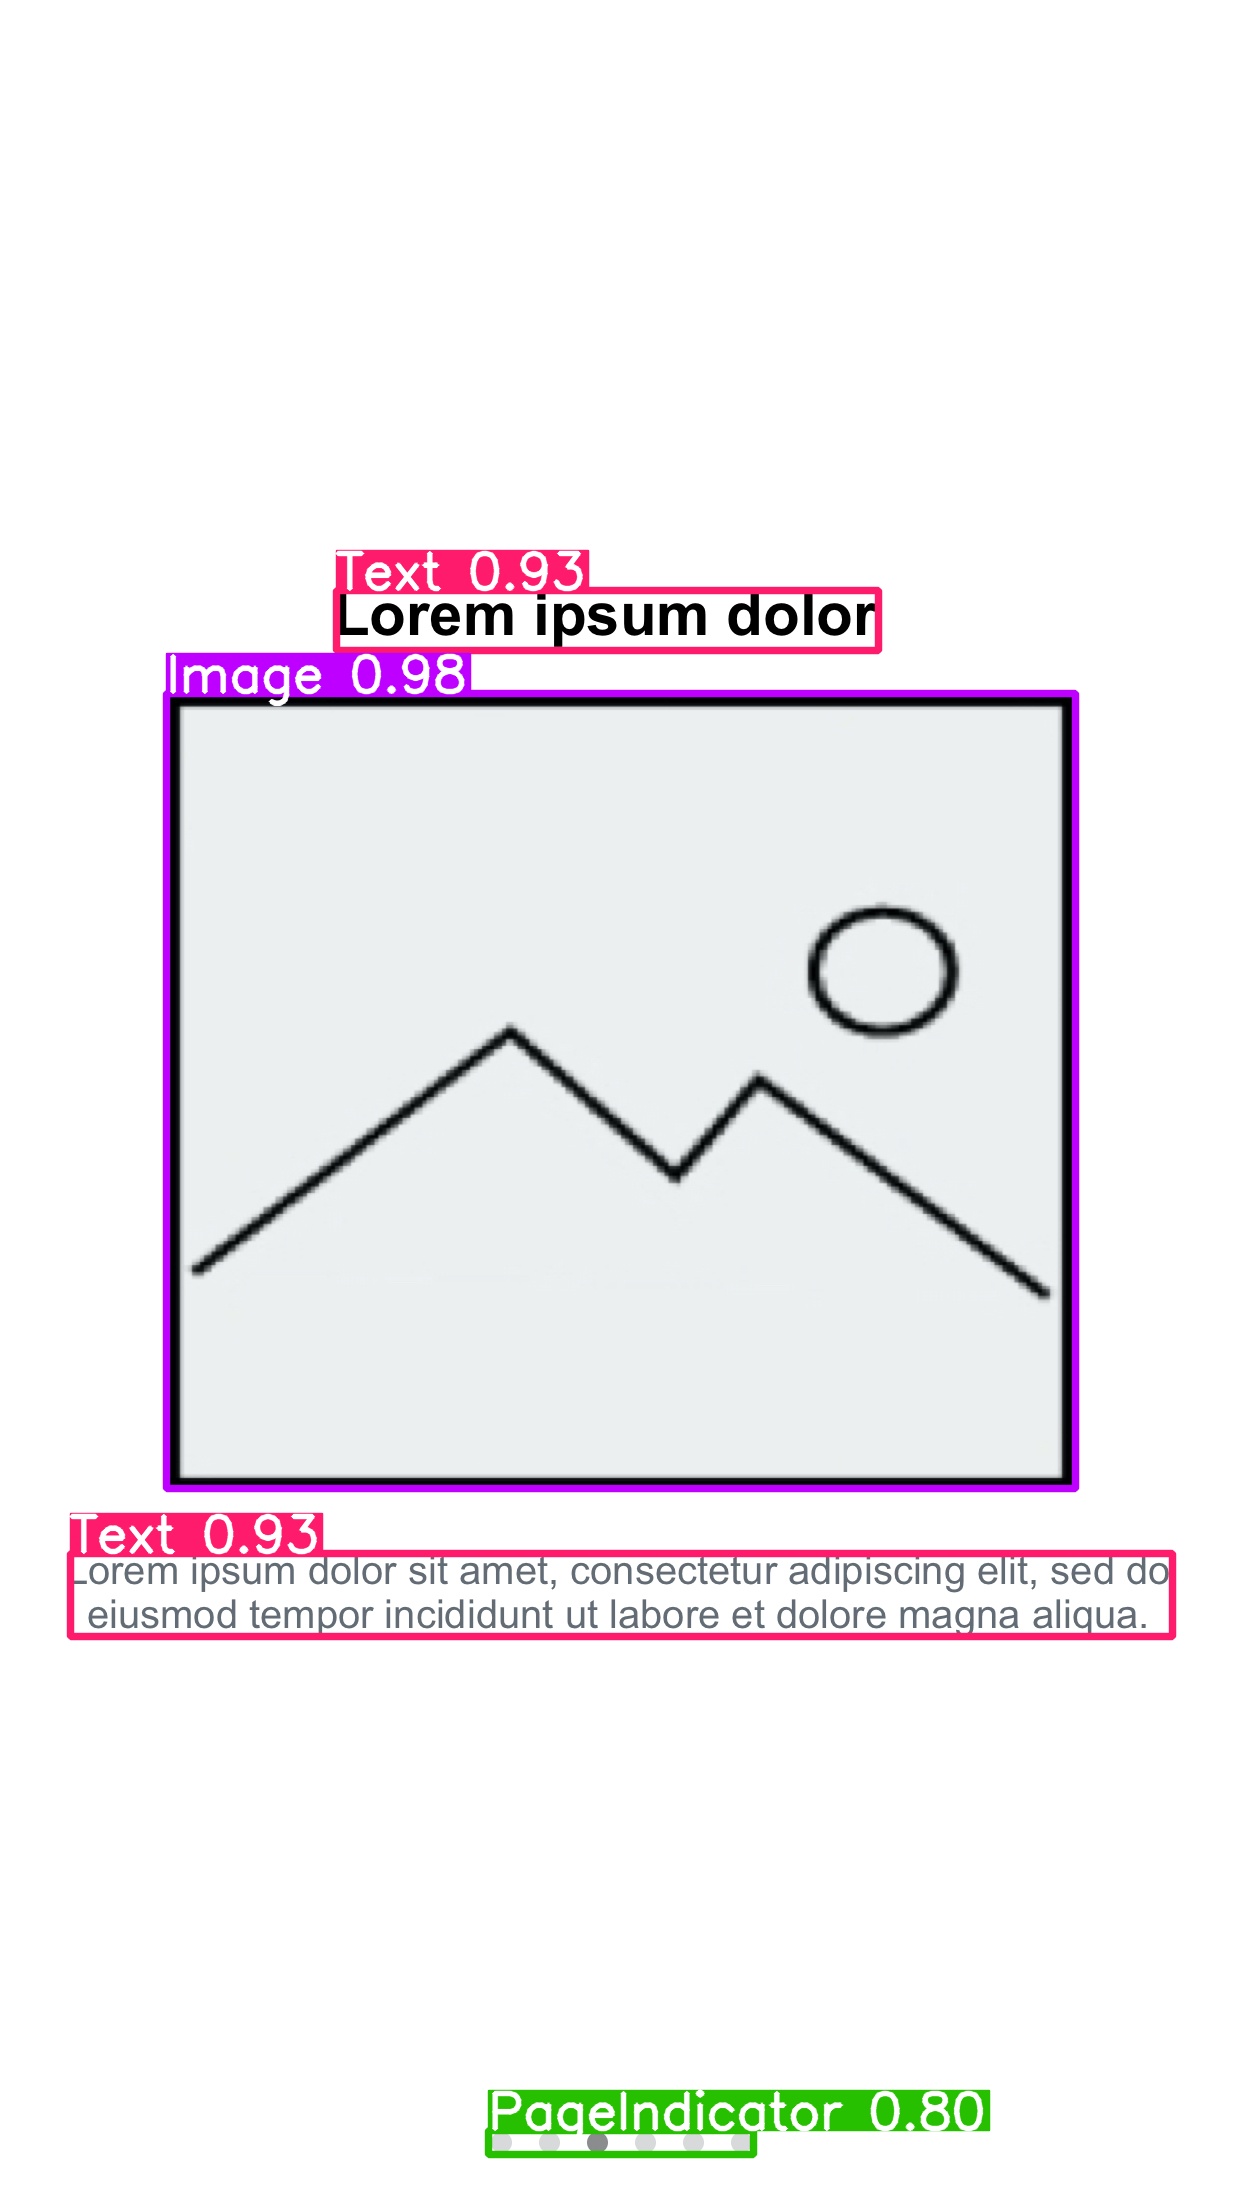 Text 0.93
Lorem ipsum dolor
Image 0.98
Text 0.93
Lorem ipsum dolor sit amet, consectetur adipiscing elit, sed do
eiusmod tempor incididunt ut labore et dolore magna aliqua.
PageIndicator 0.80